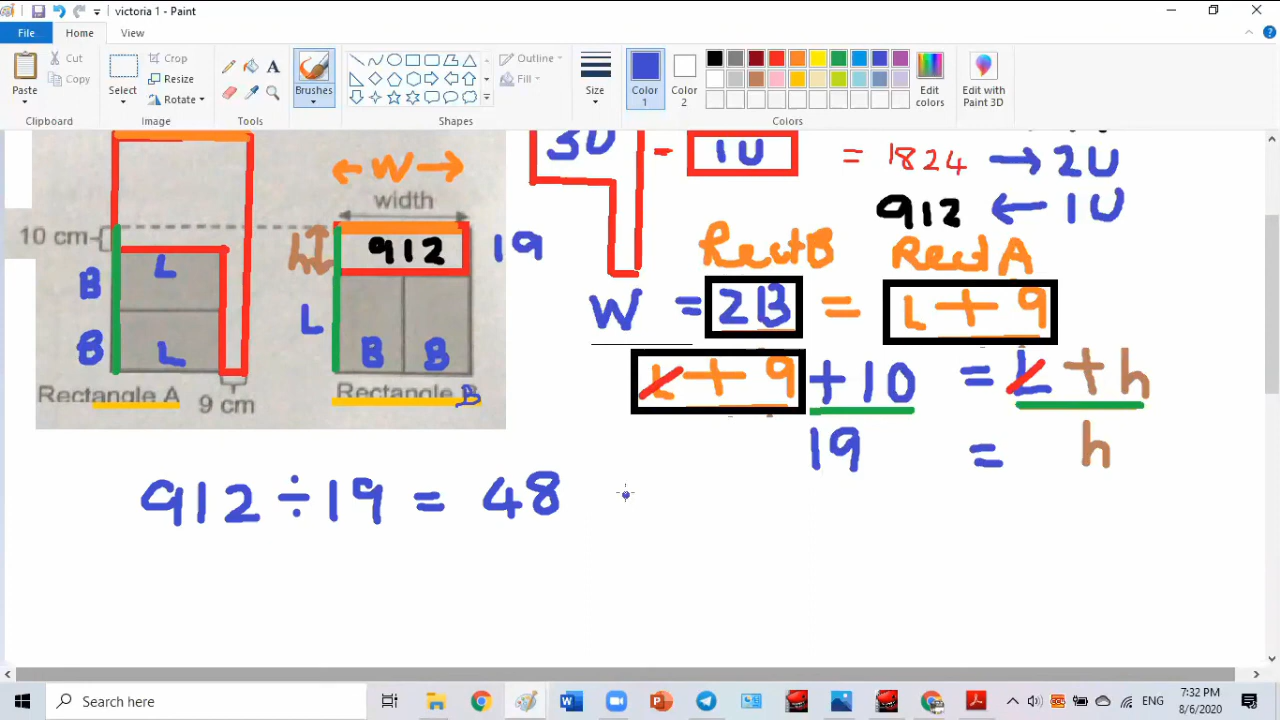 victoria 1 - Paint
File Home View
Paste
Cut
Copy
Clipboard
Select
Crop
Resize
Rotate
Image
A
Tools
Brushes
Outline
Fill
Shapes
Size
Color 1
Color 2
Edit colors
Edit with Paint 3D
Colors
3U - 1U = 1824 → 2U
912 ← 1U
W
width
10 cm
B L
B L
h 912 19
L B B
Rectangle A
9 cm
Rectangle B
Rect B Rect A
W = 2B = L + 9
L + 9 + 10 = L + h
19 = h
912 ÷ 19 = 48
Type here to search
ENG
7:32 PM
8/6/2020